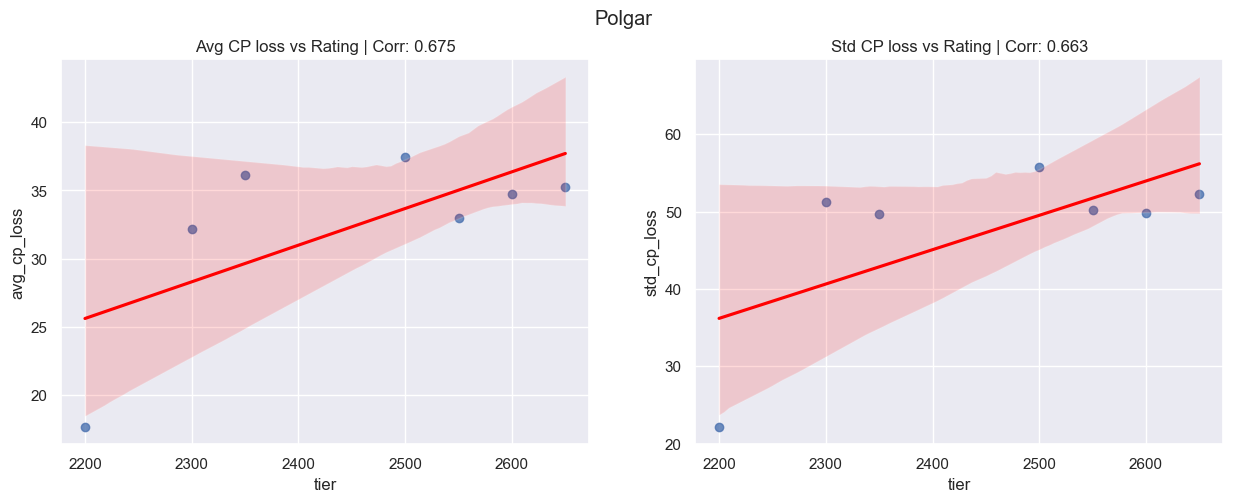 Polgar
Avg CP loss vs Rating | Corr: 0.675
avg_cp_loss
40
35
30
25
20
2200
2300
2400
2500
2600
tier
Std CP loss vs Rating | Corr: 0.663
std_cp_loss
60
50
40
30
20
2200
2300
2400
2500
2600
tier